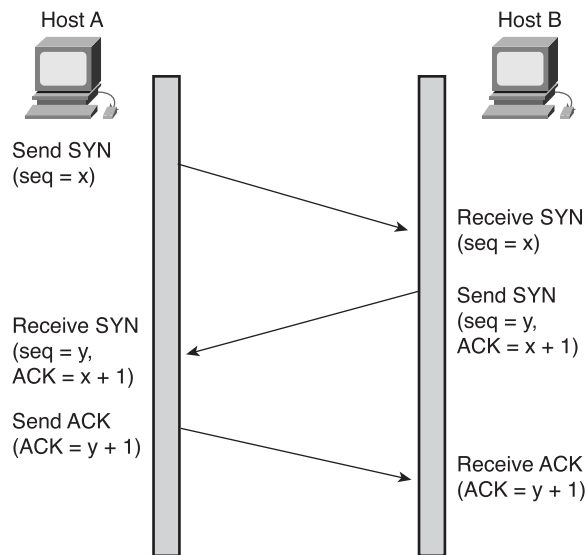 Host A
Host B
Send SYN
(seq = x)
Receive SYN
(seq = x)
Send SYN
(seq = y,
ACK = x + 1)
Receive SYN
(seq = y,
ACK = x + 1)
Send ACK
(ACK = y + 1)
Receive ACK
(ACK = y + 1)